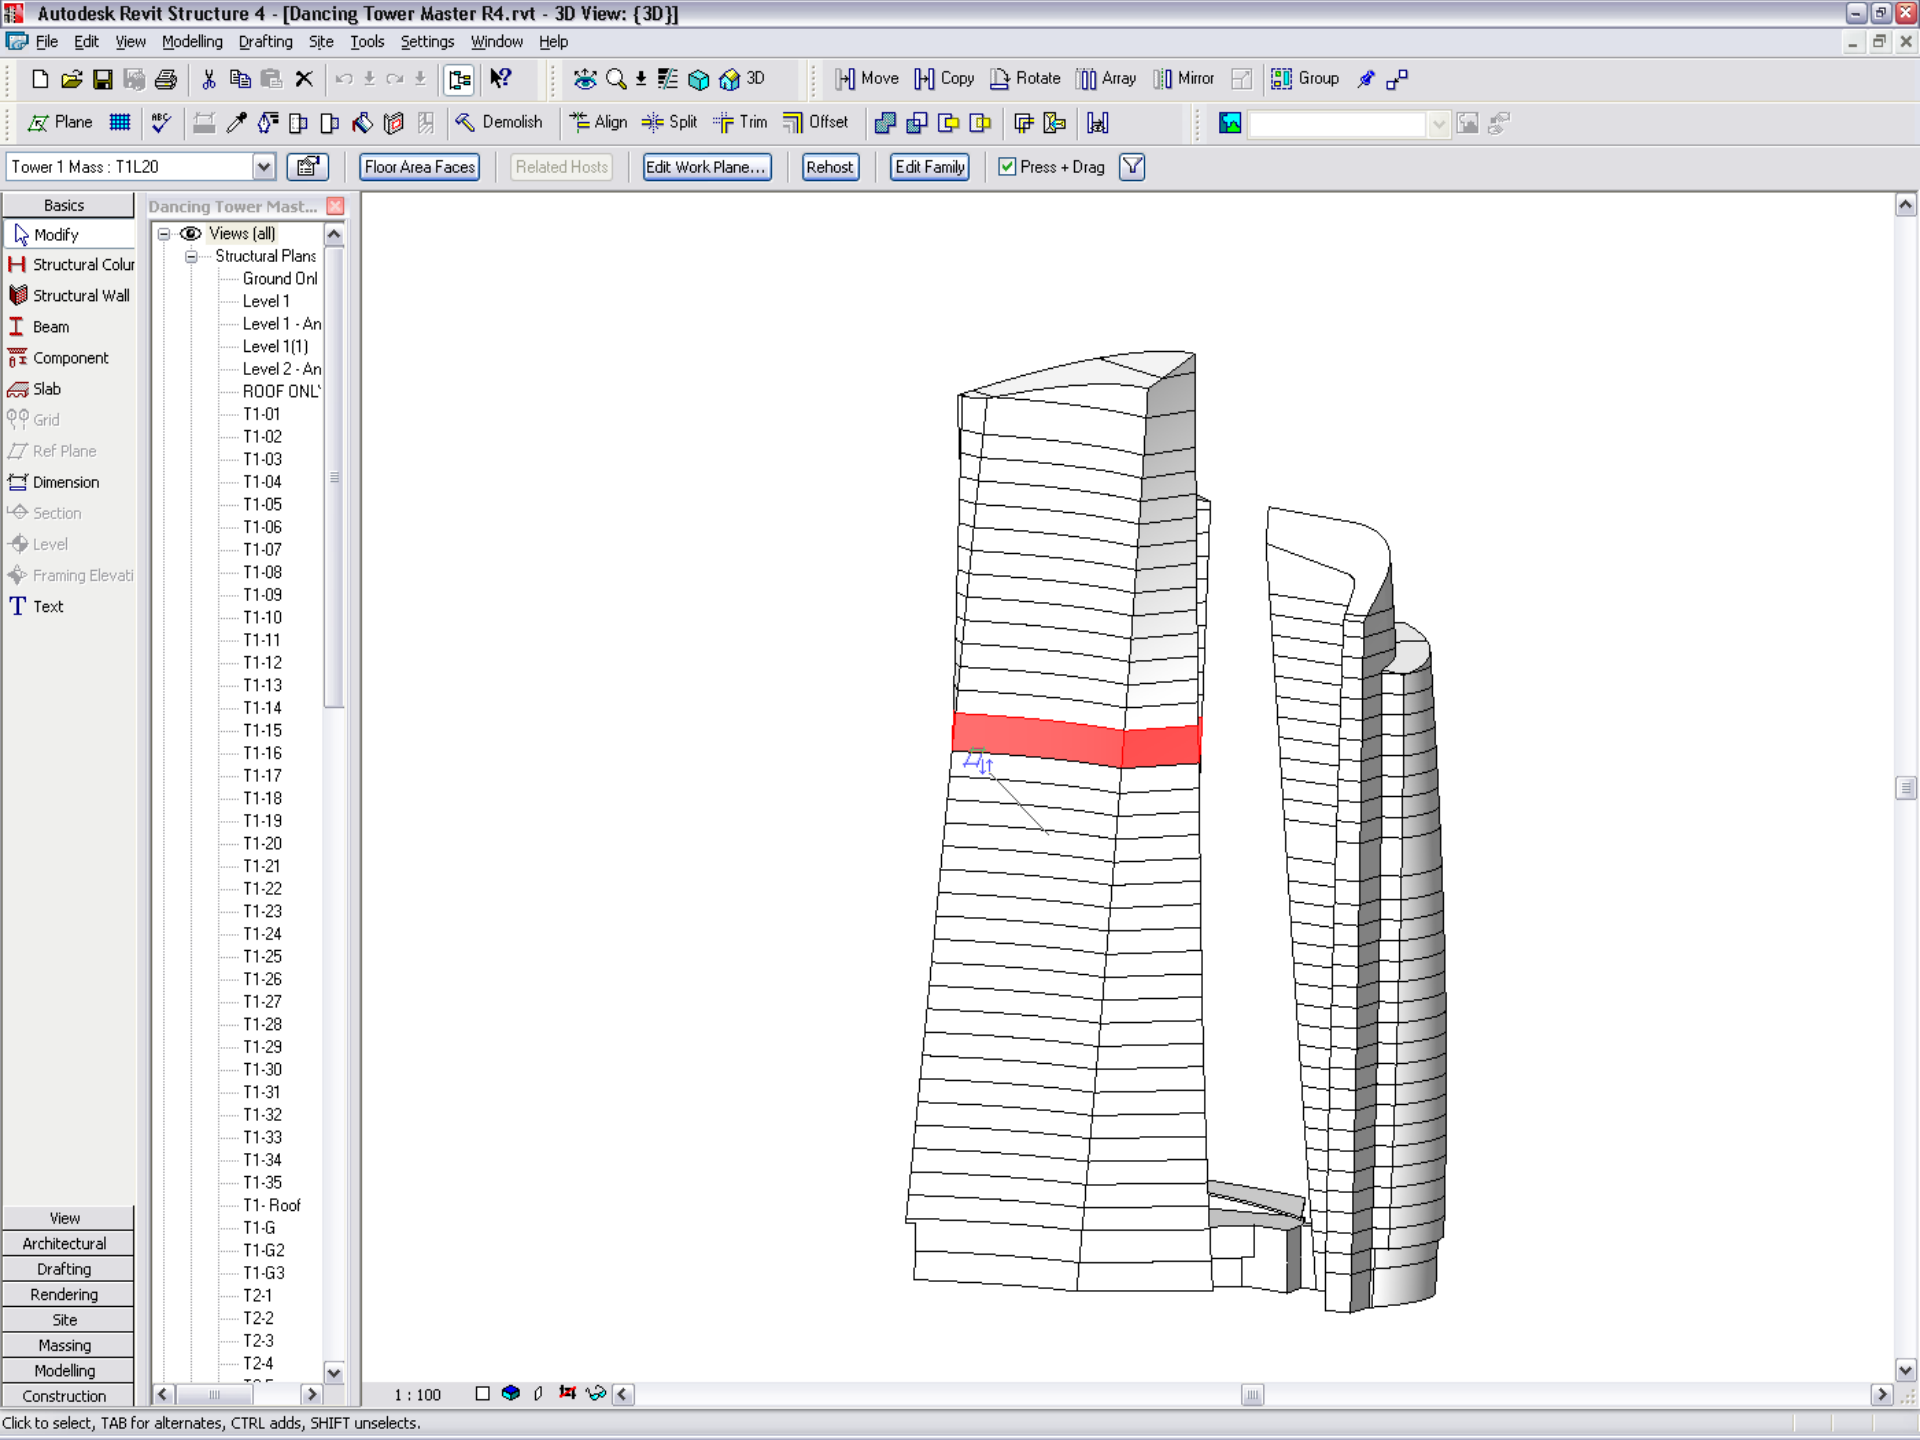 Autodesk Revit Structure 4 - [Dancing Tower Master R4.rvt - 3D View: {3D}]
File Edit View Modelling Drafting Site Tools Settings Window Help
3D Move Copy Rotate Array Mirror Group
Plane ABC Demolish Align Split Trim Offset
Tower 1 Mass : T1L20 Floor Area Faces Related Hosts Edit Work Plane... Rehost Edit Family Press + Drag
Basics
Modify
Structural Colur
Structural Wall
Beam
Component
Slab
Grid
Ref Plane
Dimension
Section
Level
Framing Elevati
Text
View
Architectural
Drafting
Rendering
Site
Massing
Modelling
Construction
Dancing Tower Mast...
Views (all)
Structural Plans
Ground Onl
Level 1
Level 1 - An
Level 1(1)
Level 2 - An
ROOF ONL
T1-01
T1-02
T1-03
T1-04
T1-05
T1-06
T1-07
T1-08
T1-09
T1-10
T1-11
T1-12
T1-13
T1-14
T1-15
T1-16
T1-17
T1-18
T1-19
T1-20
T1-21
T1-22
T1-23
T1-24
T1-25
T1-26
T1-27
T1-28
T1-29
T1-30
T1-31
T1-32
T1-33
T1-34
T1-35
T1- Roof
T1-G
T1-G2
T1-G3
T2-1
T2-2
T2-3
T2-4
1 : 100
Click to select, TAB for alternates, CTRL adds, SHIFT unselects.